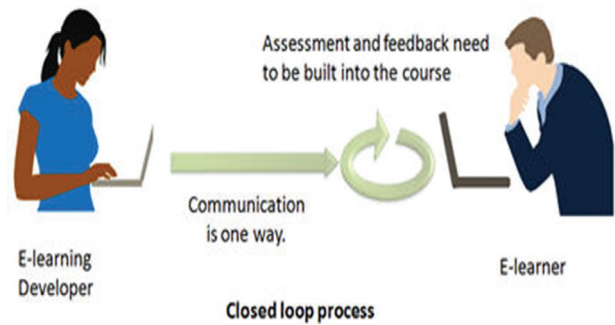 Assessment and feedback need
to be built into the course
Communication
is one way.
E-learning
Developer
E-learner
Closed loop process